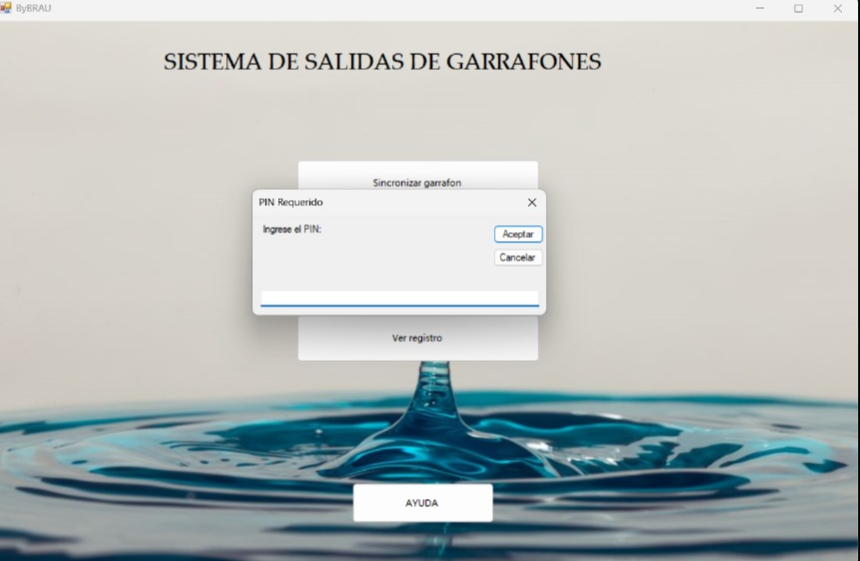 ByBRAU
SISTEMA DE SALIDAS DE GARRAFONES
Sincronizar garrafon
PIN Requerido
Ingrese el PIN:
Aceptar
Cancelar
Ver registro
AYUDA